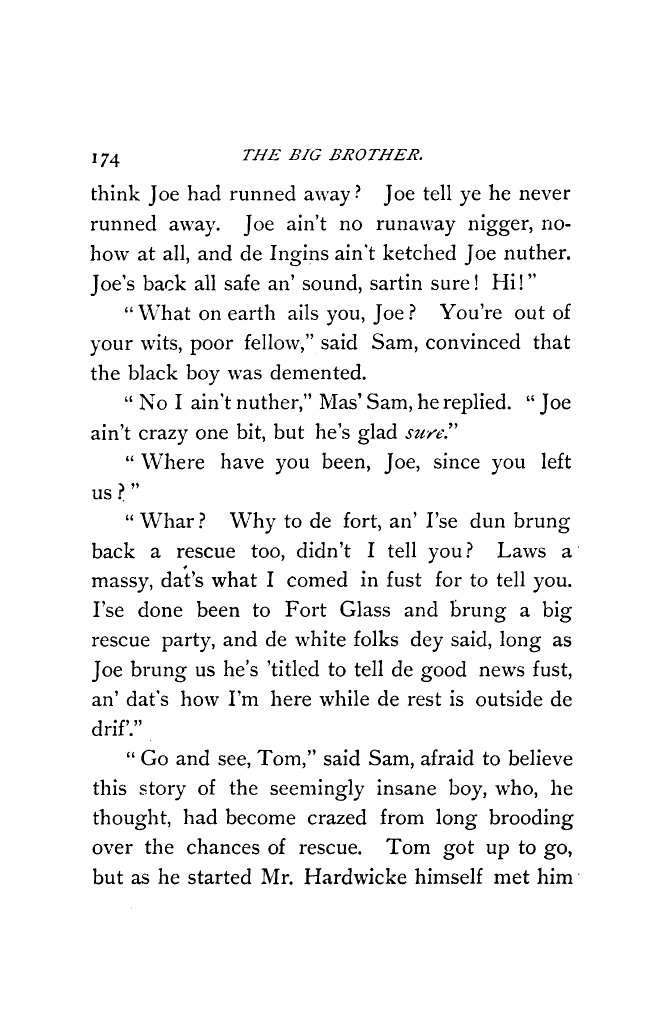 174 THE BIG BROTHER.
think Joe had runned away? Joe tell ye he never
runned away. Joe ain't no runaway nigger, no-
how at all, and de Ingins ain't ketched Joe nuther.
Joe's back all safe an' sound, sartin sure! Hi!"
"What on earth ails you, Joe? You're out of
your wits, poor fellow," said Sam, convinced that
the black boy was demented.
"No I ain't nuther," Mas' Sam, he replied. "Joe
ain't crazy one bit, but he's glad sure."
"Where have you been, Joe, since you left
us?"
"Whar? Why to de fort, an' I'se dun brung
back a rescue too, didn't I tell you? Laws a
massy, dat's what I comed in fust for to tell you.
I'se done been to Fort Glass and brung a big
rescue party, and de white folks dey said, long as
Joe brung us he's 'titled to tell de good news fust,
an' dat's how I'm here while de rest is outside de
drif'."
"Go and see, Tom," said Sam, afraid to believe
this story of the seemingly insane boy, who, he
thought, had become crazed from long brooding
over the chances of rescue. Tom got up to go,
but as he started Mr. Hardwicke himself met him